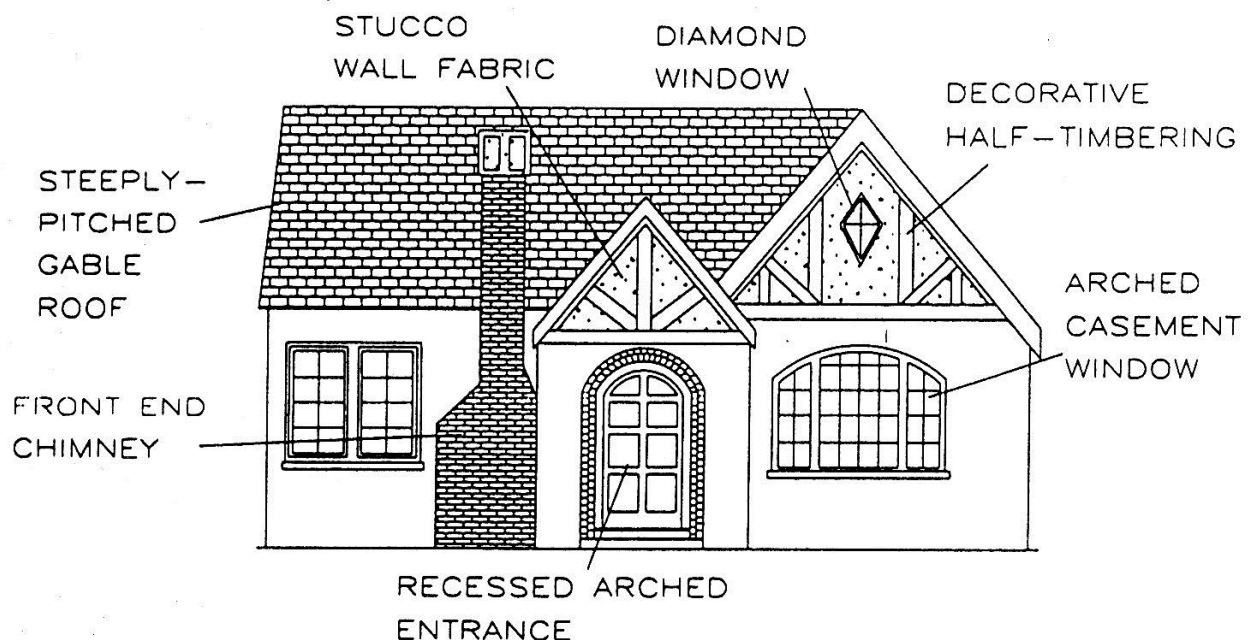 STUCCO
WALL FABRIC
DIAMOND
WINDOW
DECORATIVE
HALF-TIMBERING
STEEPLY-
PITCHED
GABLE
ROOF
ARCHED
CASEMENT
WINDOW
FRONT END
CHIMNEY
RECESSED ARCHED
ENTRANCE